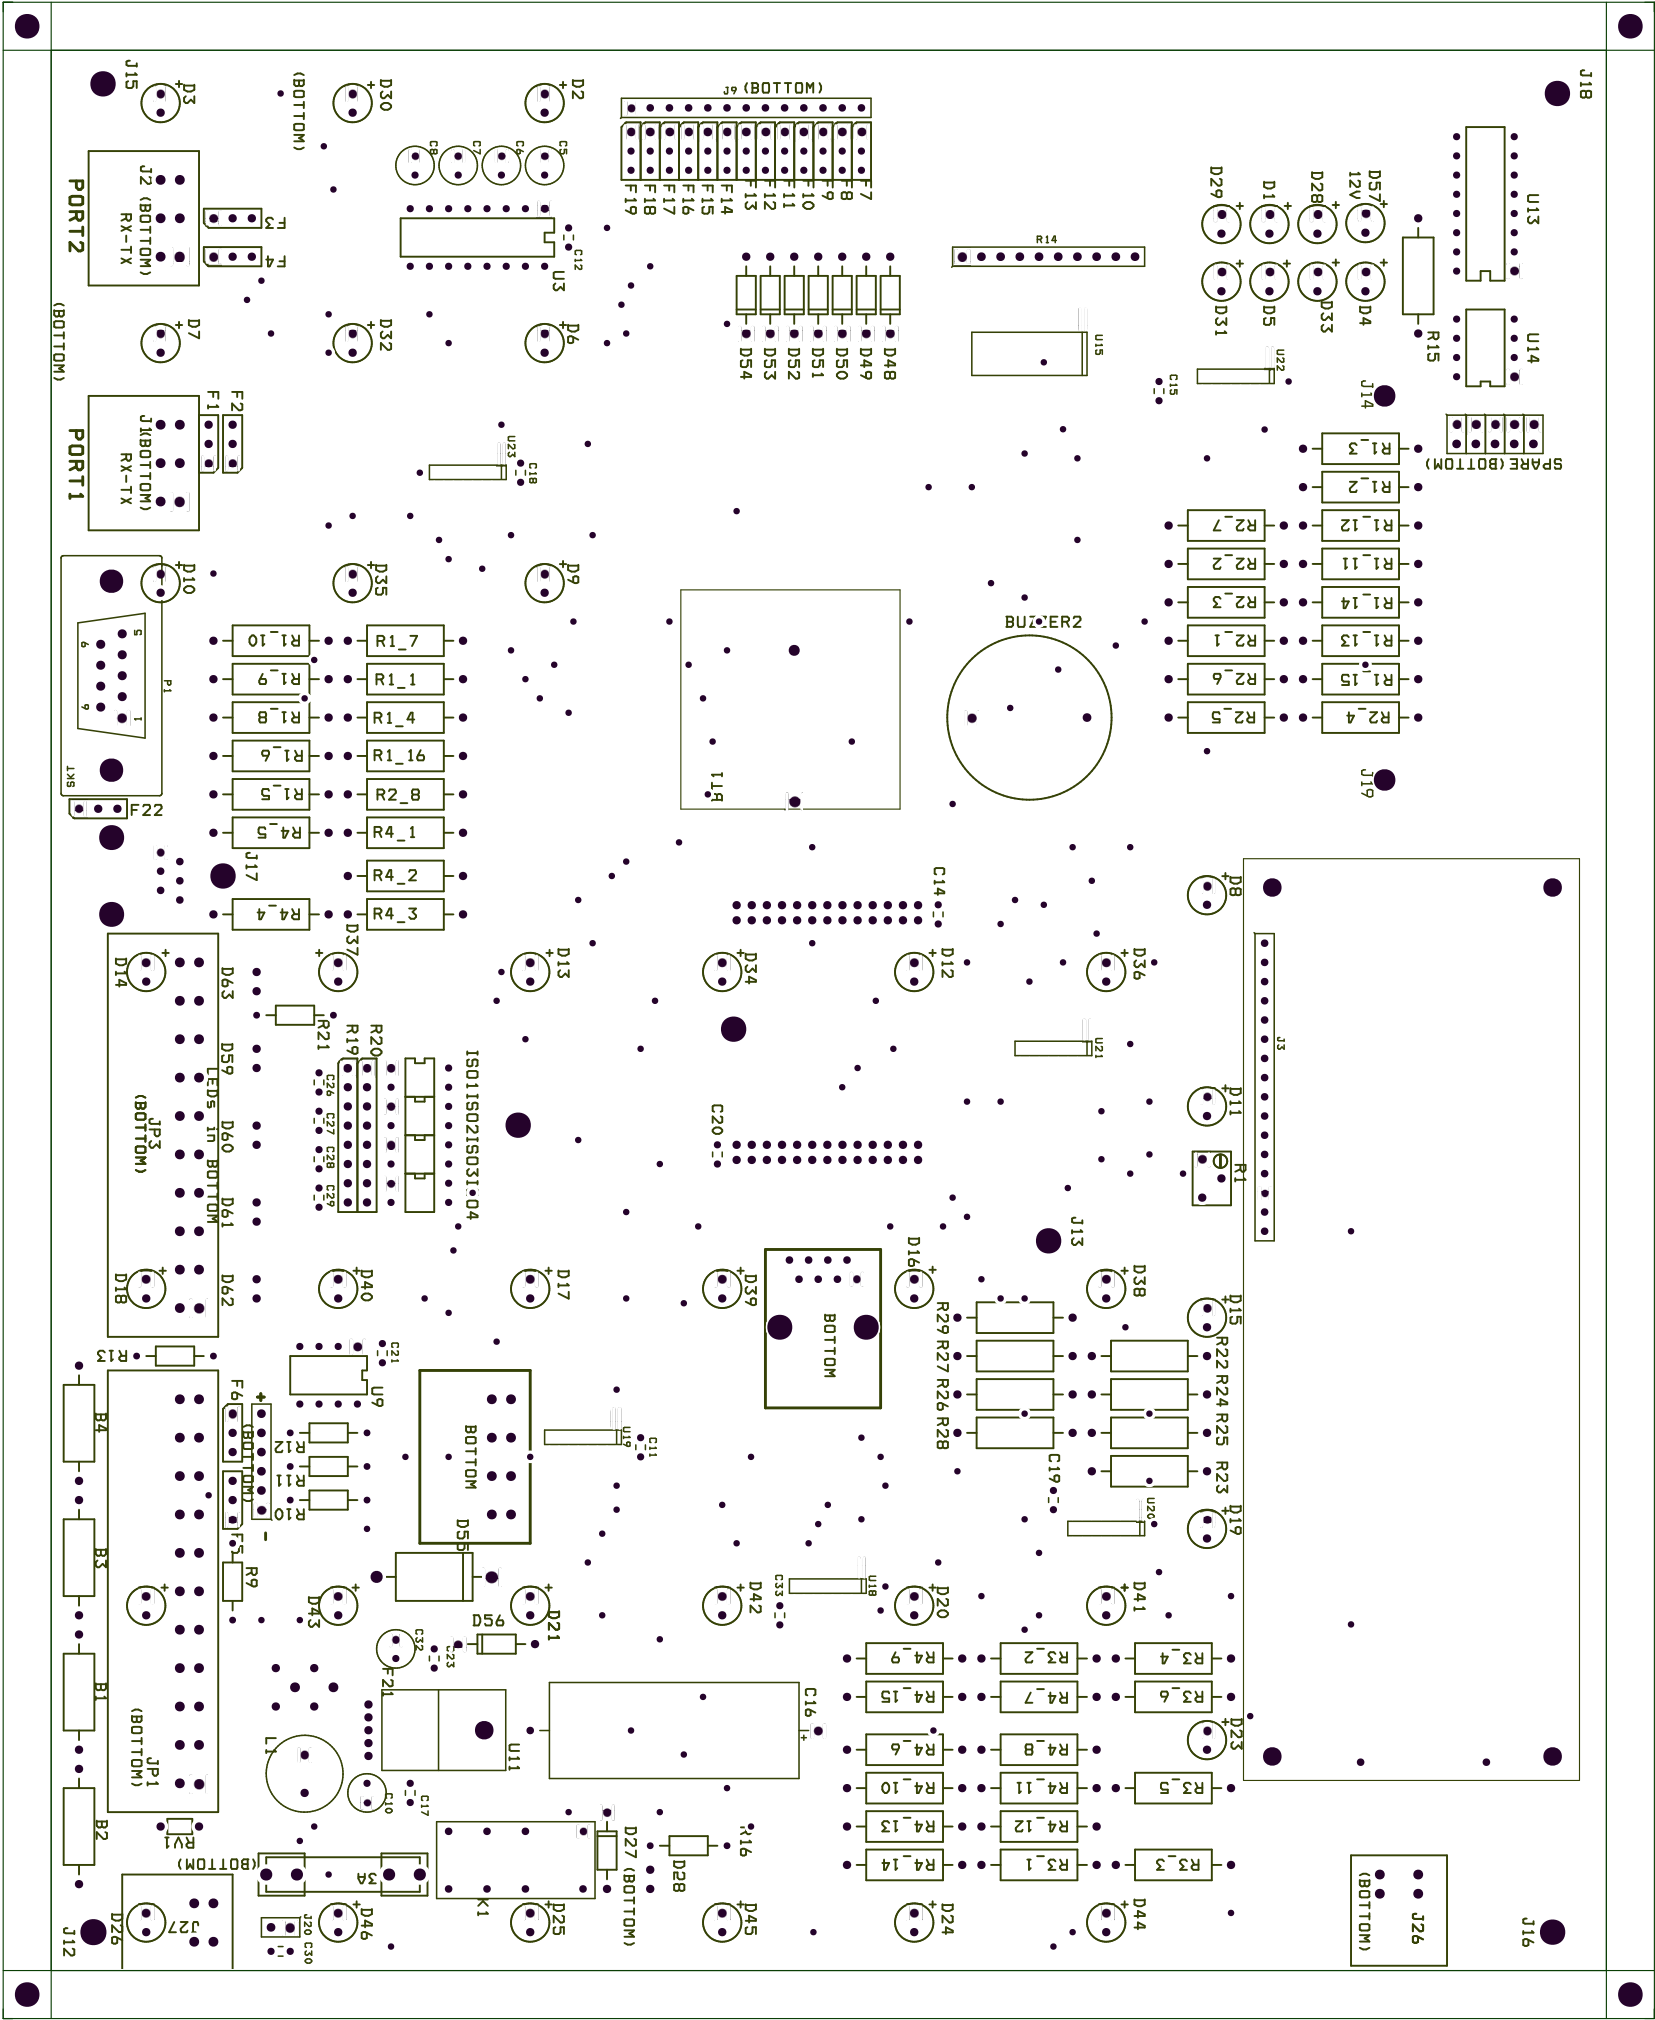 J15
D3
D30
(BOTTOM)
D2
J9 (BOTTOM)
J18
C8
C7
C6
C5
PORT2
J2 (BOTTOM)
RX-TX
F3
F4
F19
F18
F17
F16
F15
F14
F13
F12
F11
F10
F9
F8
F7
D29
D1
D28
D57
12V
U13
C12
U3
R14
(BOTTOM)
D7
D32
D6
D54
D53
D52
D51
D50
D49
D48
U15
D31
D5
D33
D4
R15
U14
U22
C15
J14
PORT1
J1(BOTTOM)
RX-TX
F1
F2
U23
C18
SPARE(BOTTOM)
R1_3
R1_2
R2_7
R1_12
R2_2
R1_11
R2_3
R1_14
R2_1
R1_13
R2_6
R1_15
R2_5
R2_4
D10
D35
D9
BUZZER2
5
9
6
1
P1
SKT
R1_10
R1_7
R1_9
R1_1
R1_8
R1_4
R1_6
R1_16
R1_5
R2_8
R4_5
R4_1
R4_2
R4_4
R4_3
F22
J17
J19
C14
D8
D14
D63
D37
D13
D34
D12
D36
R21
R19
R20
D59
LEDs in BOTTOM
JP3
(BOTTOM)
D60
D61
D62
C26
C27
C28
C29
ISO1
ISO2
ISO3
C20
U21
J3
D11
R1
J13
D18
D40
D17
D39
D16
D38
D15
BOTTOM
R29
R27
R26
R28
R22
R24
R25
R23
R13
C21
U9
B4
F6
+
(BOTTOM)
R12
R11
R10
-
BOTTOM
U19
C11
C19
U20
D19
B3
F5
R9
D55
D43
D56
D21
D42
C33
U18
D20
D41
C32
C23
F21
B1
(BOTTOM)
JP1
L1
U11
C16
C10
C17
R4_9
R3_2
R3_4
R4_15
R4_7
R3_6
R4_6
R4_8
R4_10
R4_11
R3_5
R4_13
R4_12
R4_14
R3_1
R3_3
D23
B2
RV1
(BOTTOM)
3A
K1
D27 (BOTTOM)
D28
R16
D26
J12
J27
J20
C30
D46
D25
D45
D24
D44
(BOTTOM)
J26
J16